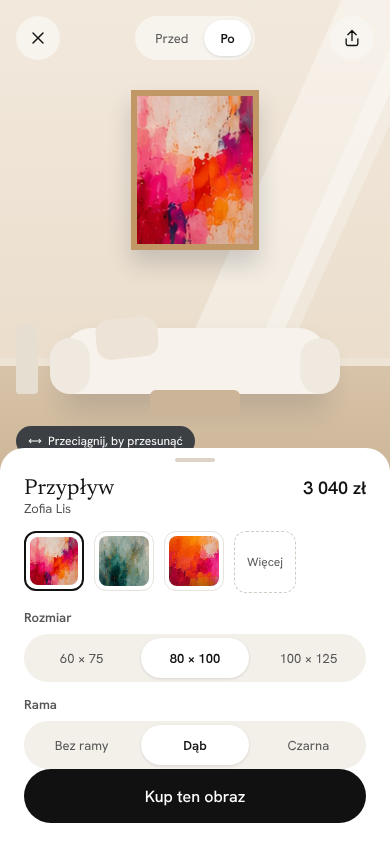 Przed
Po
Przeciągnij, by przesunąć
Przypływ
3 040 zł
Zofia Lis
Więcej
Rozmiar
60 × 75
80 × 100
100 × 125
Rama
Bez ramy
Dąb
Czarna
Kup ten obraz